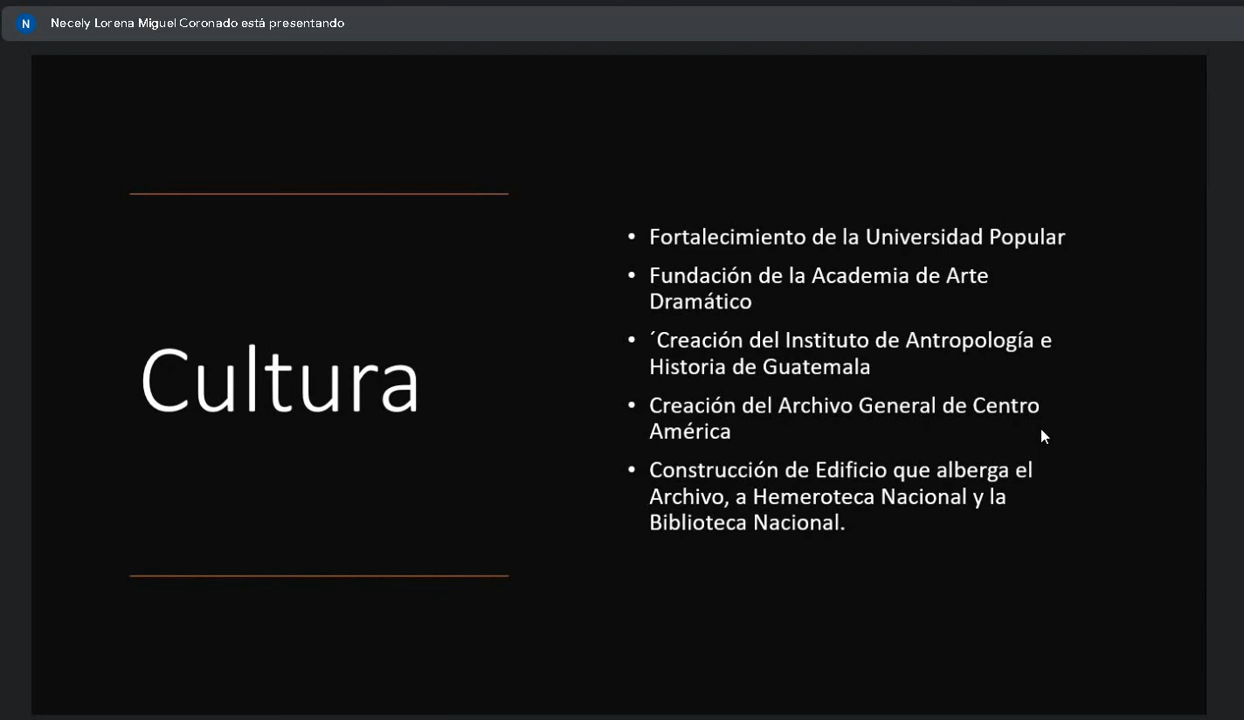 N Necely Lorena Miguel Coronado está presentando
Cultura
• Fortalecimiento de la Universidad Popular
• Fundación de la Academia de Arte
Dramático
• ´Creación del Instituto de Antropología e
Historia de Guatemala
• Creación del Archivo General de Centro
América
• Construcción de Edificio que alberga el
Archivo, a Hemeroteca Nacional y la
Biblioteca Nacional.